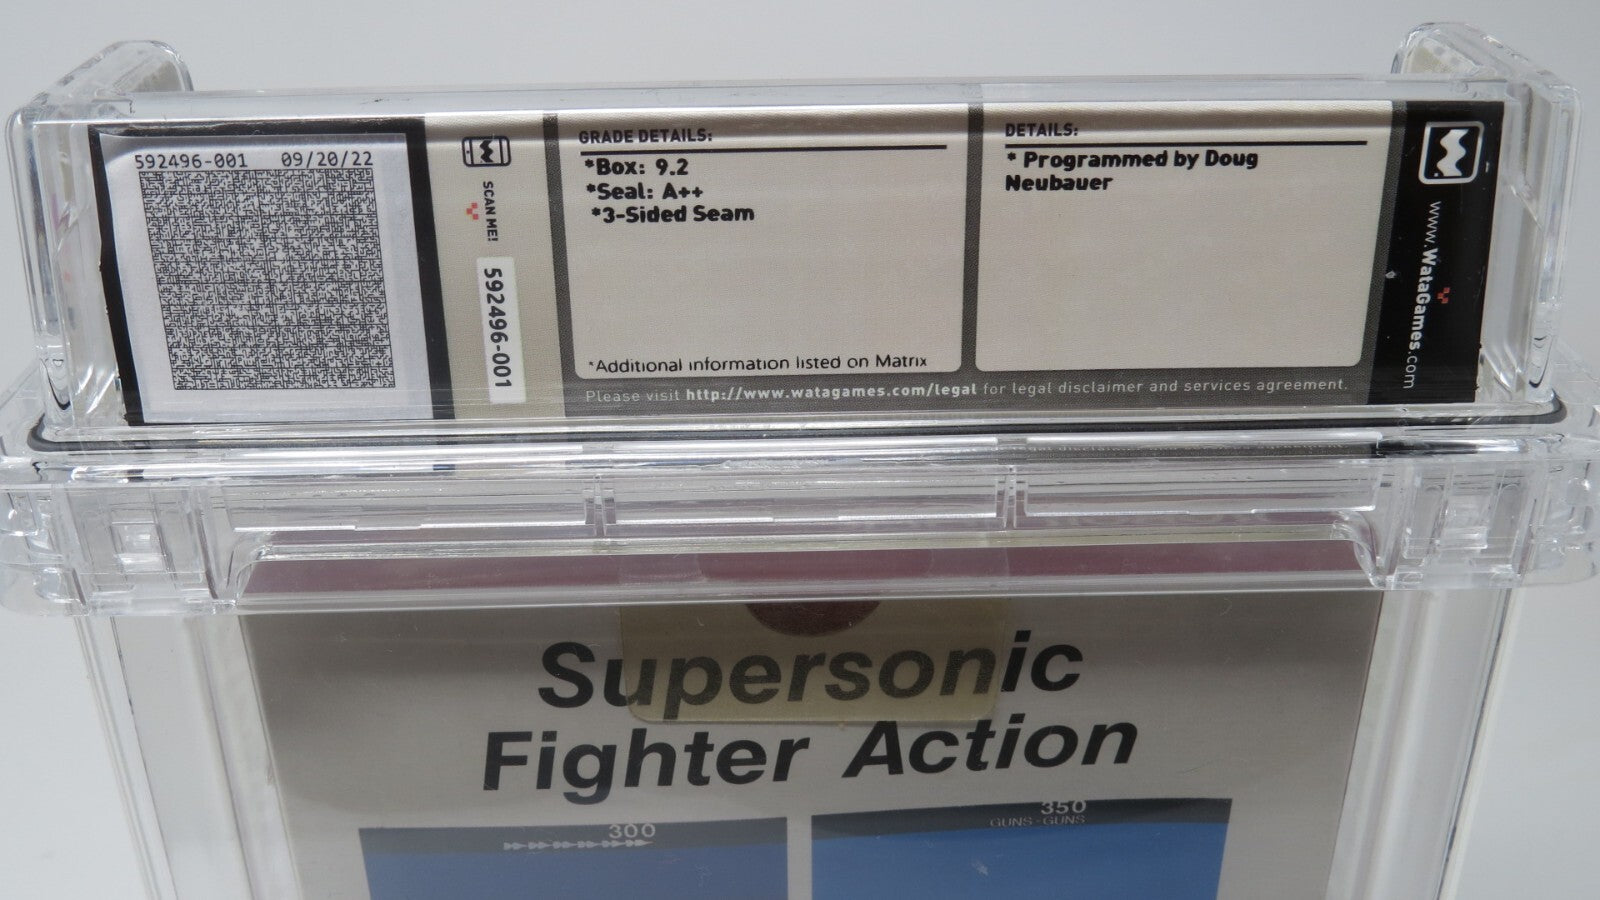 592496-001 09/20/22
SCAN ME!
592496-001
GRADE DETAILS:
*Box: 9.2
*Seal: A++
*3-Sided Seam
*Additional information listed on Matrix
DETAILS:
* Programmed by Doug
Neubauer
Please visit http://www.watagames.com/legal for legal disclaimer and services agreement.
www.WataGames.com
Supersonic
Fighter Action
300
350
GUNS-GUNS